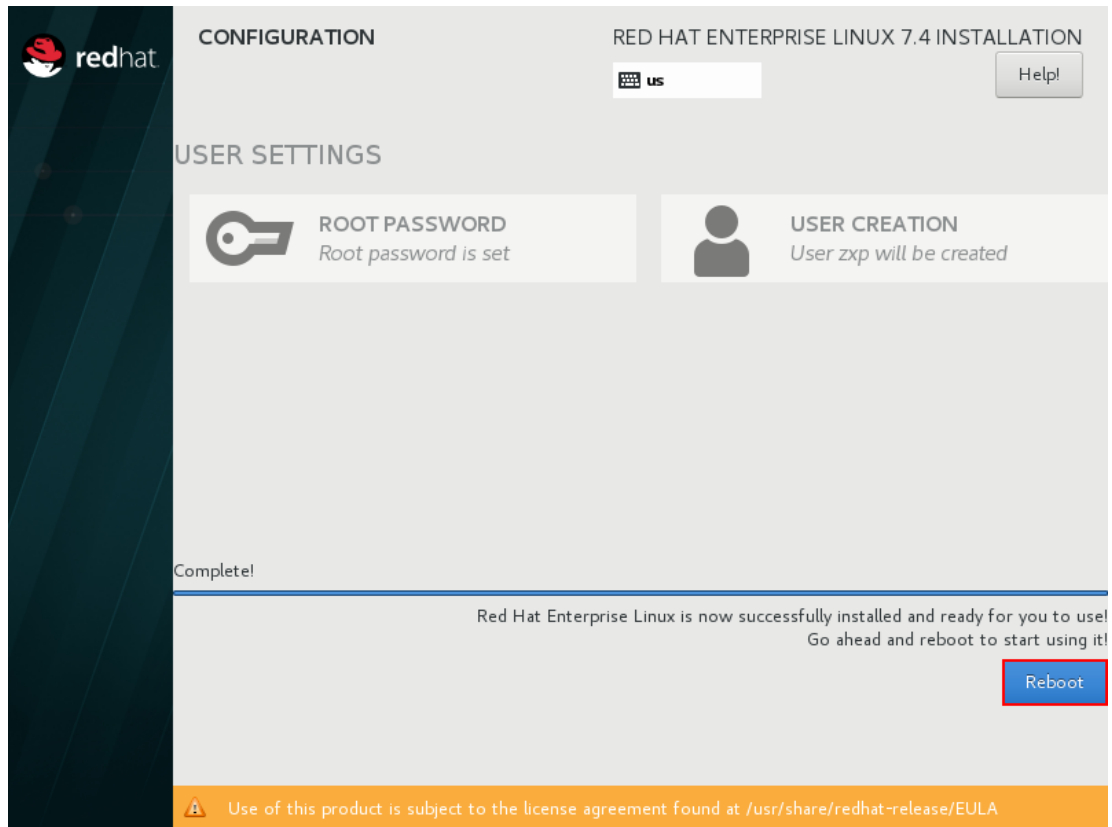 redhat.
CONFIGURATION
RED HAT ENTERPRISE LINUX 7.4 INSTALLATION
us
Help!
USER SETTINGS
ROOT PASSWORD
Root password is set
USER CREATION
User zxp will be created
Complete!
Red Hat Enterprise Linux is now successfully installed and ready for you to use!
Go ahead and reboot to start using it!
Reboot
Use of this product is subject to the license agreement found at /usr/share/redhat-release/EULA